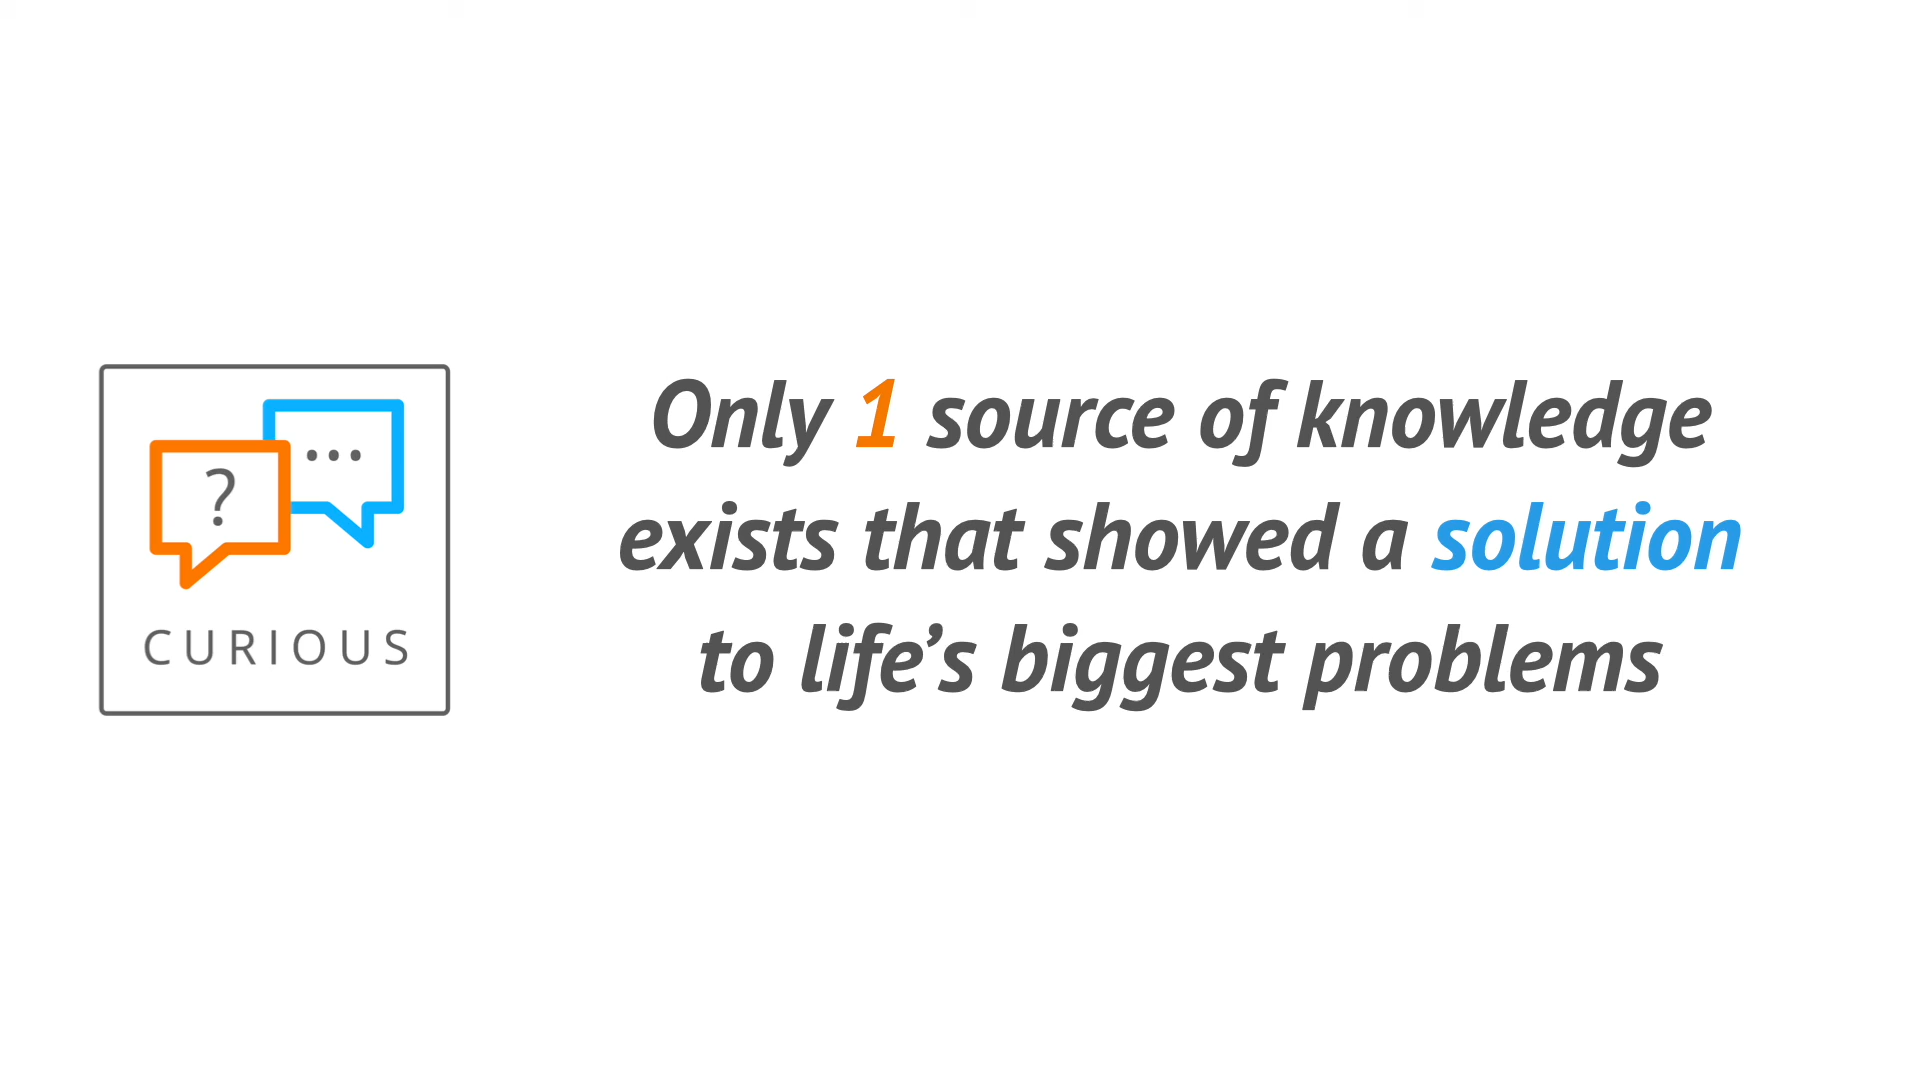 ?
...
CURIOUS
Only 1 source of knowledge
exists that showed a solution
to life’s biggest problems